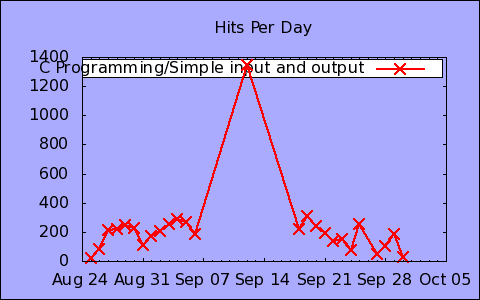 Hits Per Day
1400
C Programming/Simple input and output
1200
1000
800
600
400
200
0
Aug 24 Aug 31 Sep 07 Sep 14 Sep 21 Sep 28 Oct 05